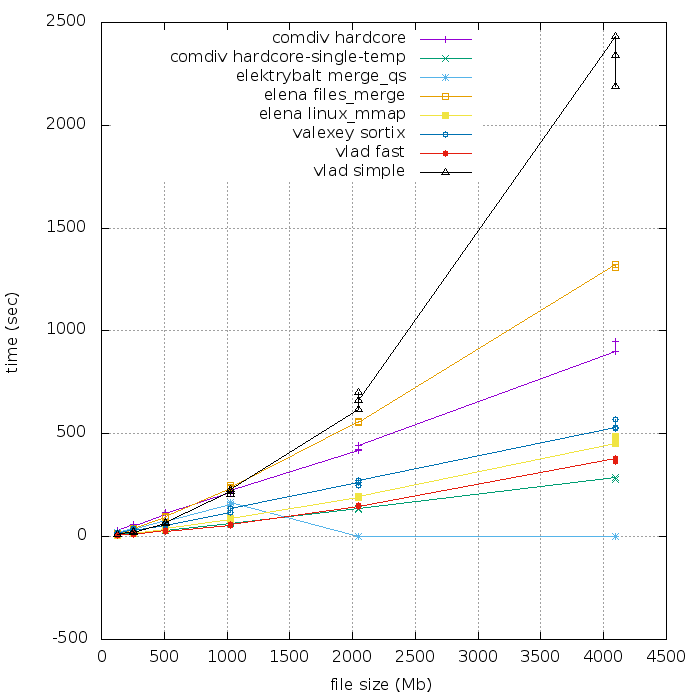 2500
comdiv hardcore
comdiv hardcore-single-temp
elektrybalt merge_qs
elena files_merge
elena linux_mmap
valexey sortix
vlad fast
vlad simple
2000
1500
1000
500
0
-500
time (sec)
0 500 1000 1500 2000 2500 3000 3500 4000 4500
file size (Mb)